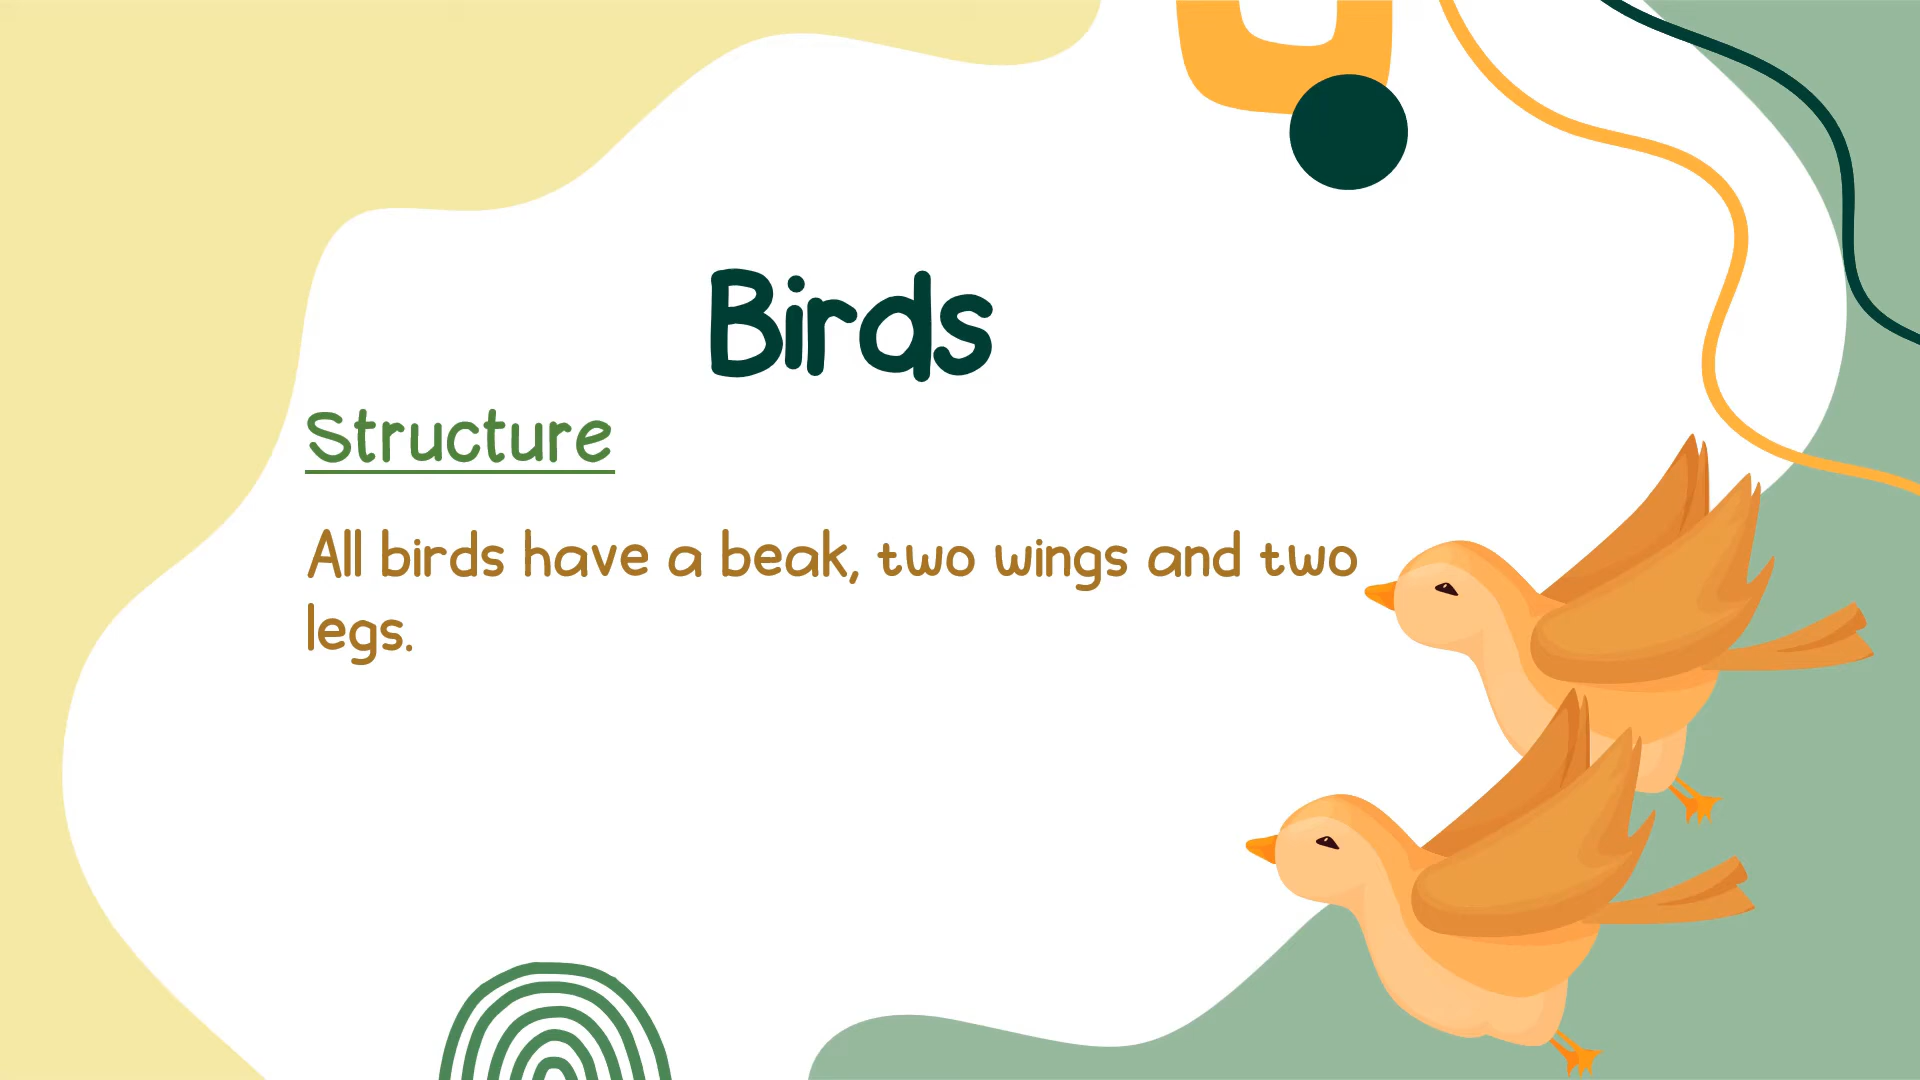 Birds
Structure
All birds have a beak, two wings and two
legs.